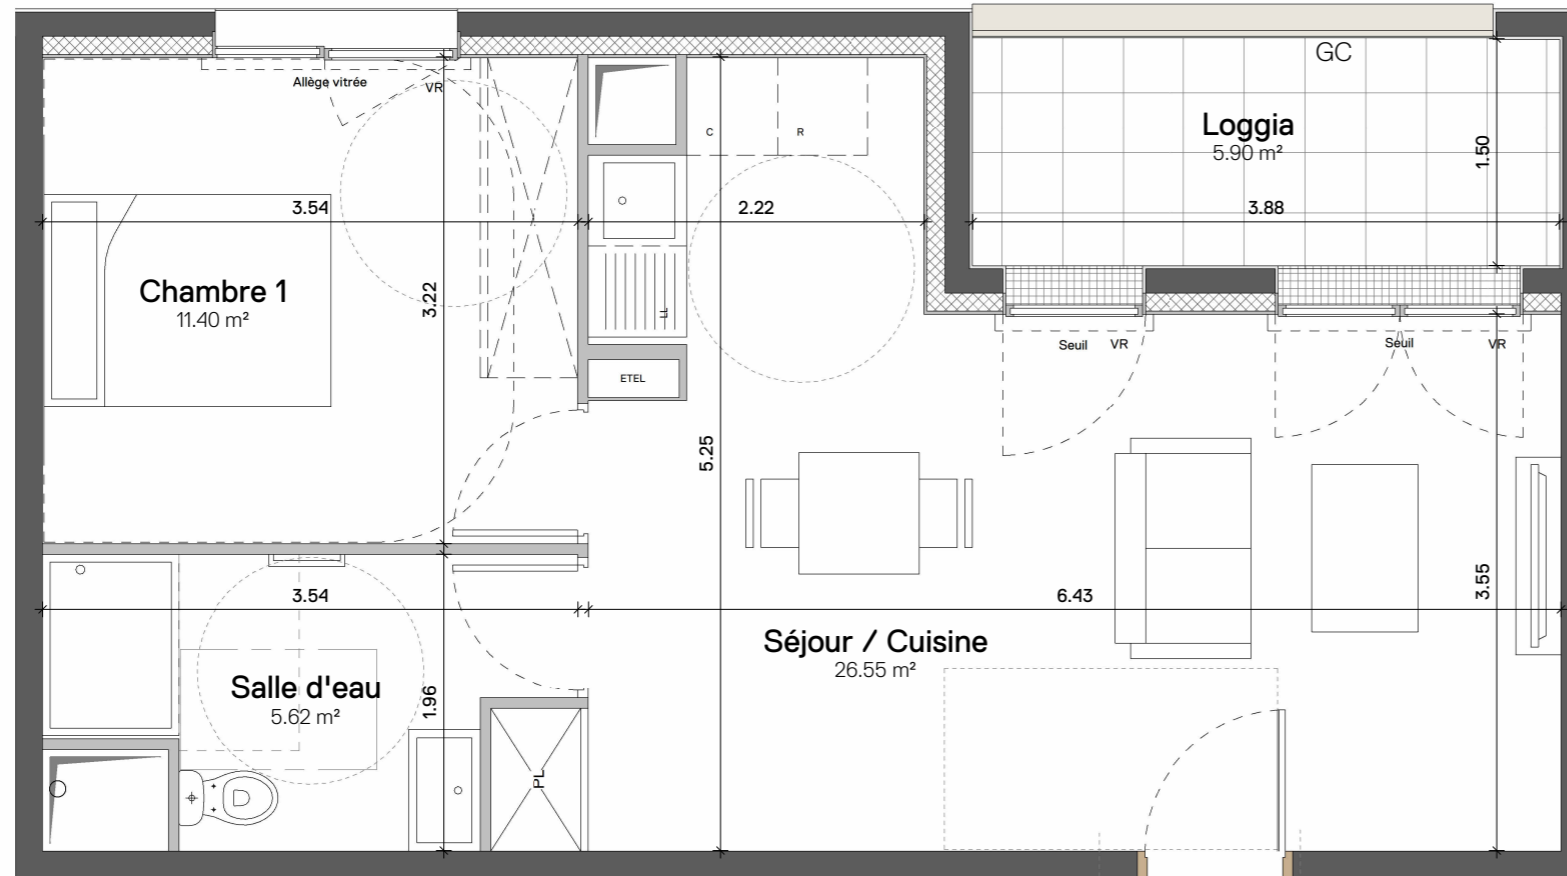 GC
Allège vitrée
VR
C
R
Loggia
5.90 m²
1.50
3.54
2.22
3.88
Chambre 1
11.40 m²
3.22
LL
Seuil
VR
Seuil
VR
ETEL
5.25
3.54
6.43
3.55
Séjour / Cuisine
26.55 m²
Salle d'eau
5.62 m²
1.96
PL